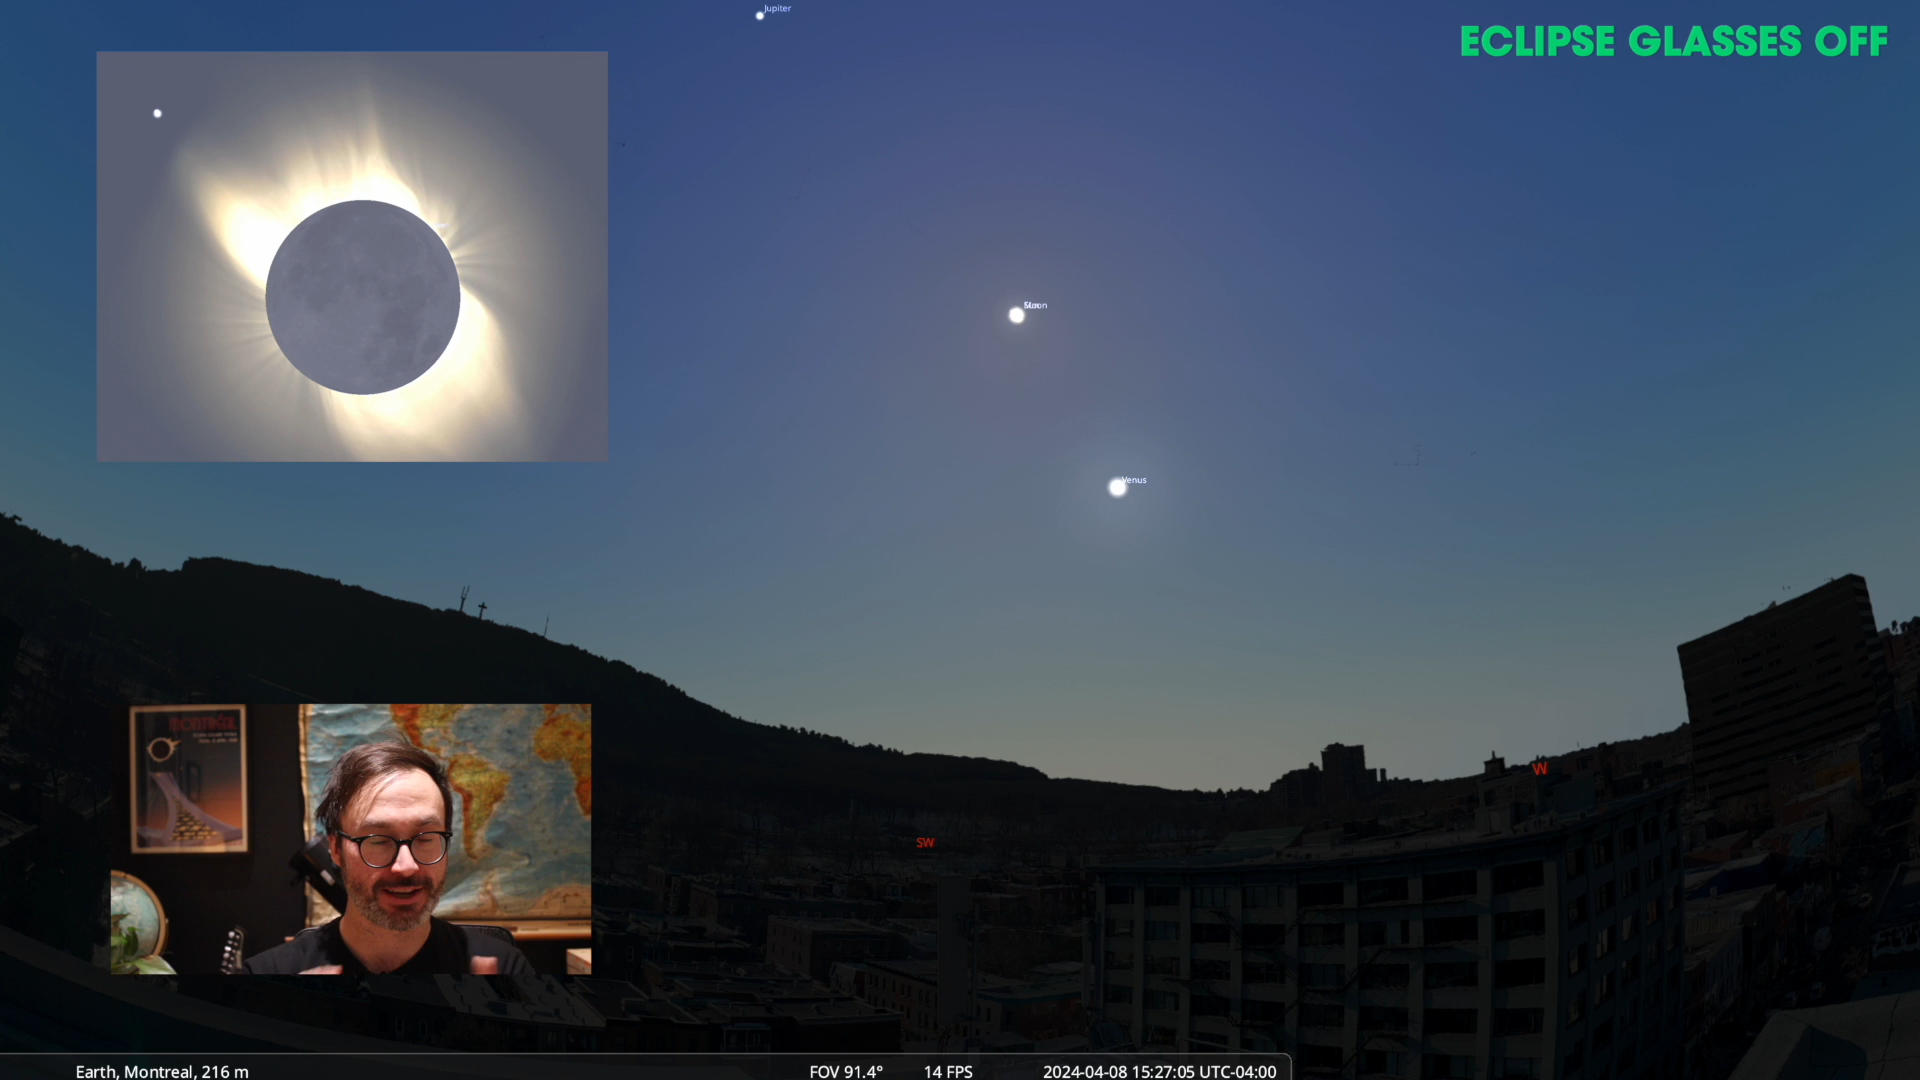 Jupiter
ECLIPSE GLASSES OFF
Venus
MONTRÉAL
W
SW
Earth, Montreal, 216 m
FOV 91.4°
14 FPS
2024-04-08 15:27:05 UTC-04:00